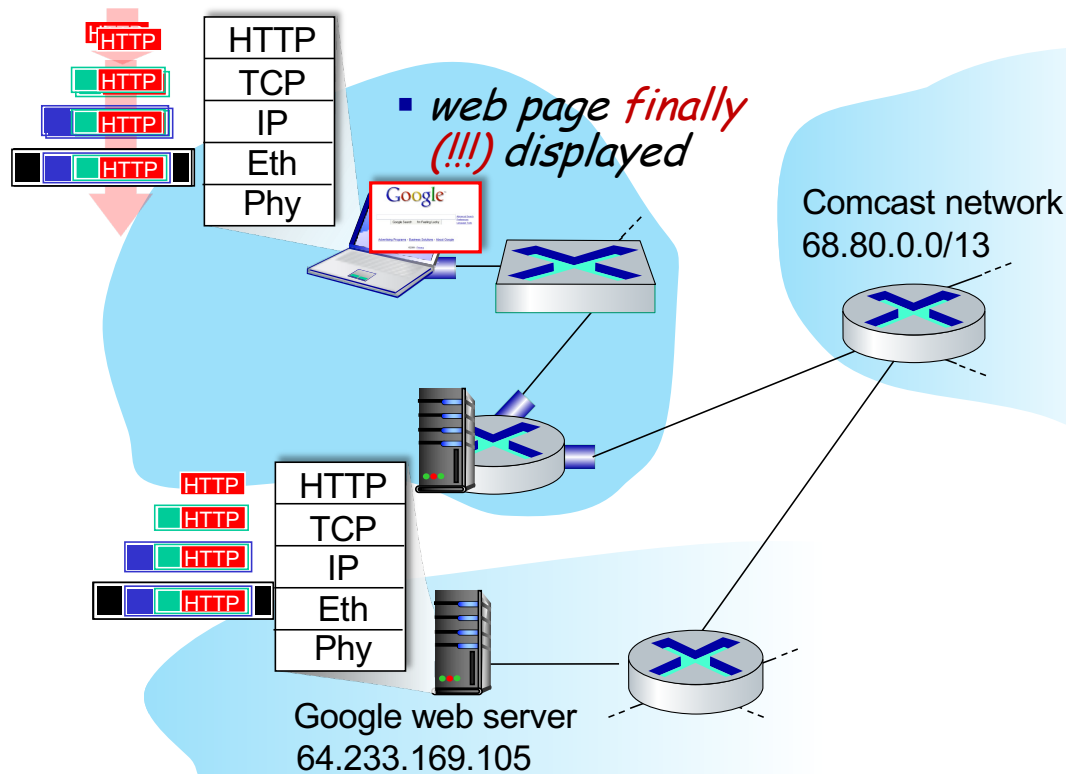 HTTP
HTTP
HTTP
HTTP
HTTP
HTTP
TCP
IP
Eth
Phy
▪ web page finally
(!!!) displayed
Google
Comcast network
68.80.0.0/13
HTTP
HTTP
HTTP
HTTP
HTTP
TCP
IP
Eth
Phy
Google web server
64.233.169.105